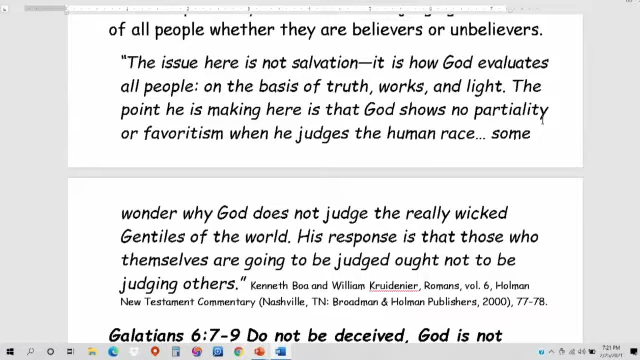 of all people whether they are believers or unbelievers.
"The issue here is not salvation—it is how God evaluates
all people: on the basis of truth, works, and light. The
point he is making here is that God shows no partiality
or favoritism when he judges the human race… some
wonder why God does not judge the really wicked
Gentiles of the world. His response is that those who
themselves are going to be judged ought not to be
judging others." Kenneth Boa and William Kruidenier, Romans, vol. 6, Holman
New Testament Commentary (Nashville, TN: Broadman & Holman Publishers, 2000), 77-78.
Galatians 6:7-9 Do not be deceived, God is not
7:21 PM